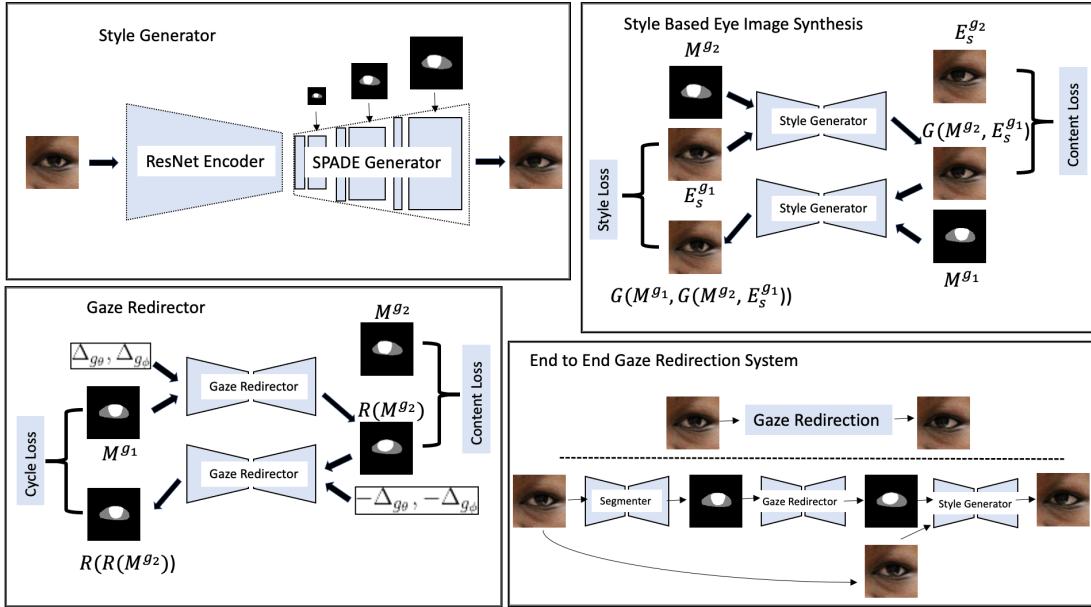 Style Generator
ResNet Encoder
SPADE Generator
Style Based Eye Image Synthesis
M^{g_2}
E_s^{g_2}
Style Generator
G(M^{g_2}, E_s^{g_1})
Content Loss
Style Loss
E_s^{g_1}
Style Generator
M^{g_1}
G(M^{g_1}, G(M^{g_2}, E_s^{g_1}))
Gaze Redirector
M^{g_2}
Δ_{g_θ}, Δ_{g_ϕ}
Gaze Redirector
Content Loss
R(M^{g_2})
M^{g_1}
Cycle Loss
Gaze Redirector
−Δ_{g_θ}, −Δ_{g_ϕ}
R(R(M^{g_2}))
End to End Gaze Redirection System
Gaze Redirection
Segmenter
Gaze Redirector
Style Generator